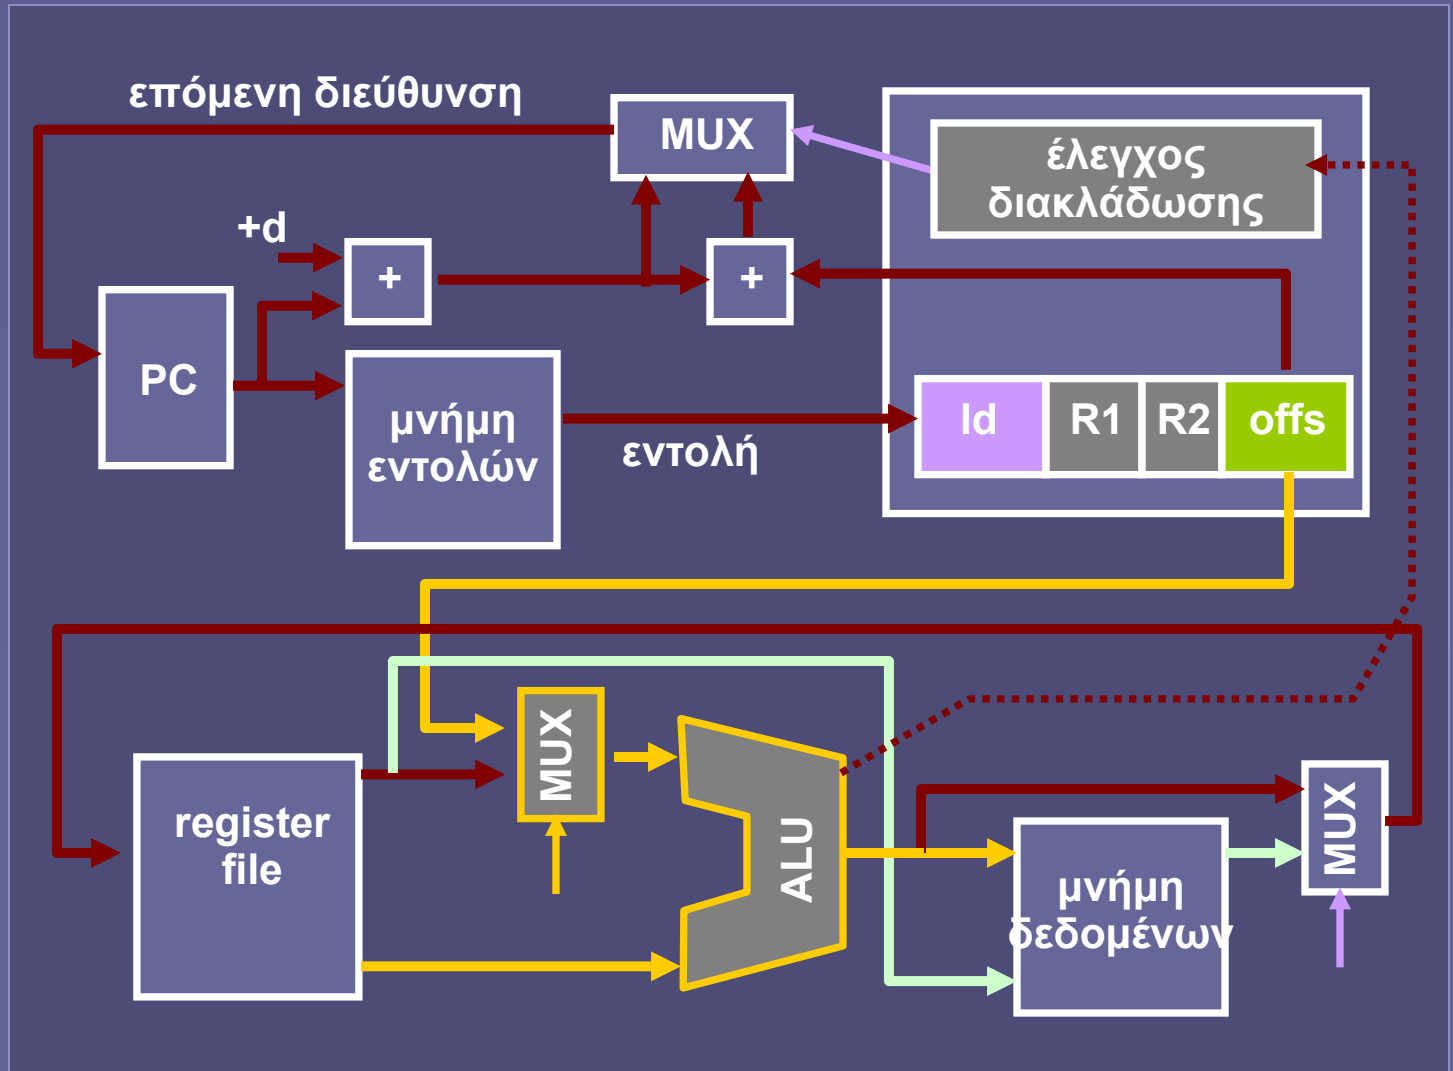 επόμενη διεύθυνση
MUX
έλεγχος
διακλάδωσης
+d
+
+
PC
μνήμη
εντολών
εντολή
ld
R1
R2
offs
MUX
register
file
ALU
MUX
μνήμη
δεδομένων